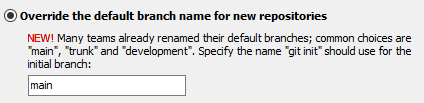 Override the default branch name for new repositories
NEW! Many teams already renamed their default branches; common choices are
"main", "trunk" and "development". Specify the name "git init" should use for the
initial branch:
main